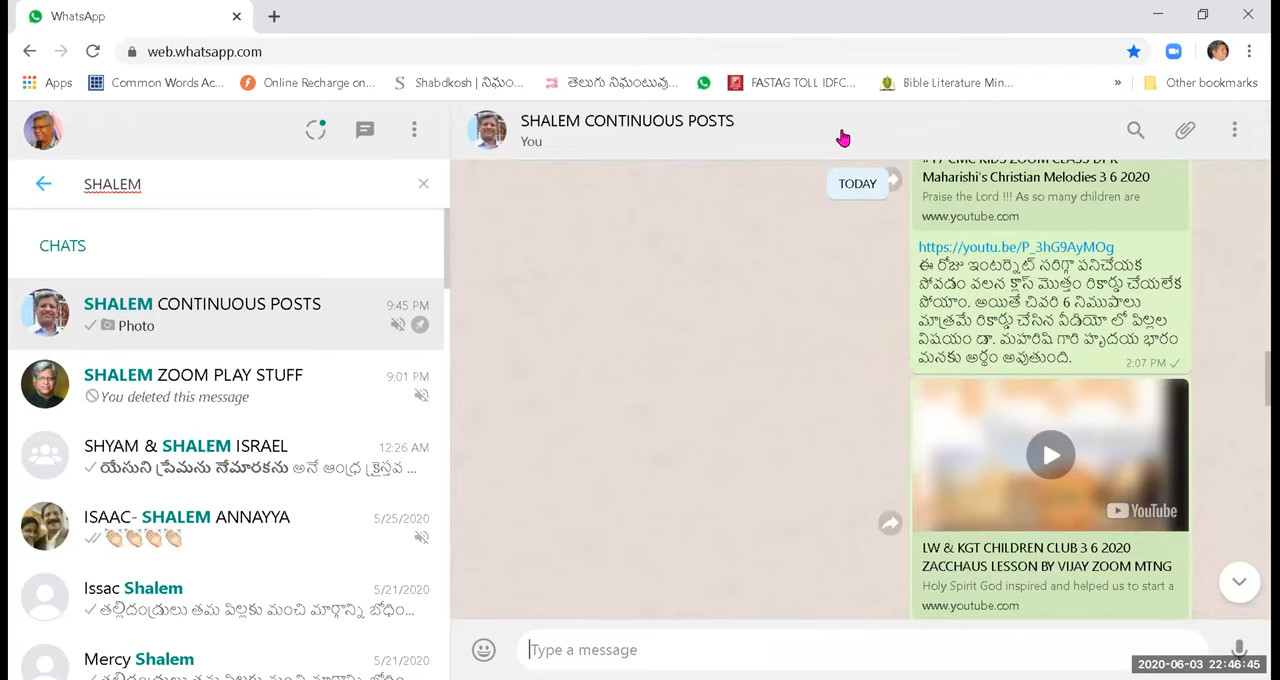 WhatsApp
web.whatsapp.com
Apps
Common Words Ac...
Online Recharge on...
Shabdkosh | నిఘం...
తెలుగు నిఘంటువు...
FASTAG TOLL IDFC...
Bible Literature Min...
»
Other bookmarks
SHALEM
CHATS
SHALEM CONTINUOUS POSTS
9:45 PM
Photo
SHALEM ZOOM PLAY STUFF
9:01 PM
You deleted this message
SHYAM & SHALEM ISRAEL
12:26 AM
యేసుని ప్రేమను నేమారకను అనే ఆంధ్ర క్రైస్తవ ...
ISAAC- SHALEM ANNAYYA
5/25/2020
Issac Shalem
5/21/2020
తల్లిదండ్రులు తమ పిల్లకు మంచి మార్గాన్ని బోధిం...
Mercy Shalem
5/21/2020
SHALEM CONTINUOUS POSTS
You
TODAY
Maharishi's Christian Melodies 3 6 2020
Praise the Lord !!! As so many children are
www.youtube.com
https://youtu.be/P_3hG9AyMOg
ఈ రోజు ఇంటర్నెట్ సరిగ్గా పనిచేయక
పోవడం వలన క్లాస్ మొత్తం రికార్డు చేయలేక
పోయాం. అయితే చివరి 6 నిముషాలు
మాత్రమే రికార్డు చేసిన వీడియో లో పిల్లల
విషయం డా. మహరిషి గారి హృదయ భారం
మనకు అర్థం అవుతుంది.
2:07 PM
YouTube
LW & KGT CHILDREN CLUB 3 6 2020
ZACCHAUS LESSON BY VIJAY ZOOM MTNG
Holy Spirit God inspired and helped us to start a
www.youtube.com
Type a message
2020-06-03 22:46:45